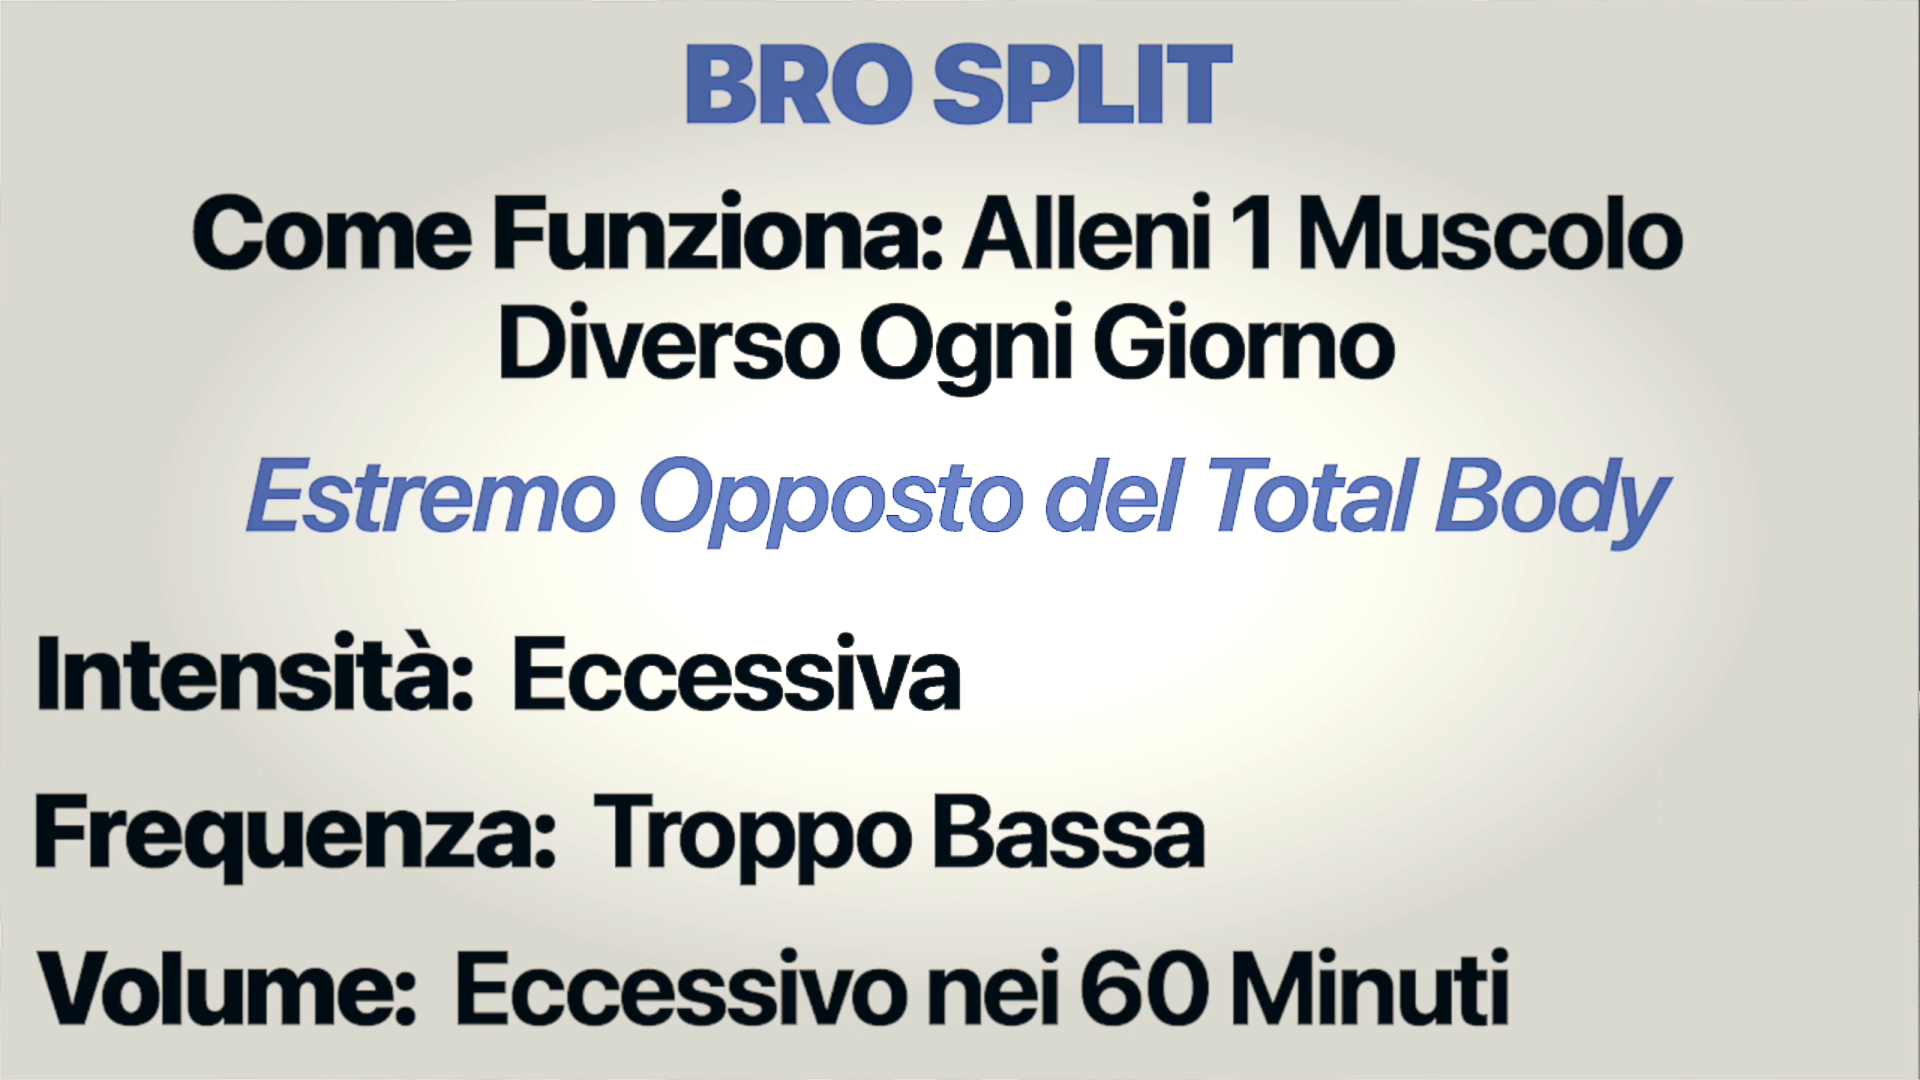 BRO SPLIT
Come Funziona: Alleni 1 Muscolo
Diverso Ogni Giorno
Estremo Opposto del Total Body
Intensità: Eccessiva
Frequenza: Troppo Bassa
Volume: Eccessivo nei 60 Minuti